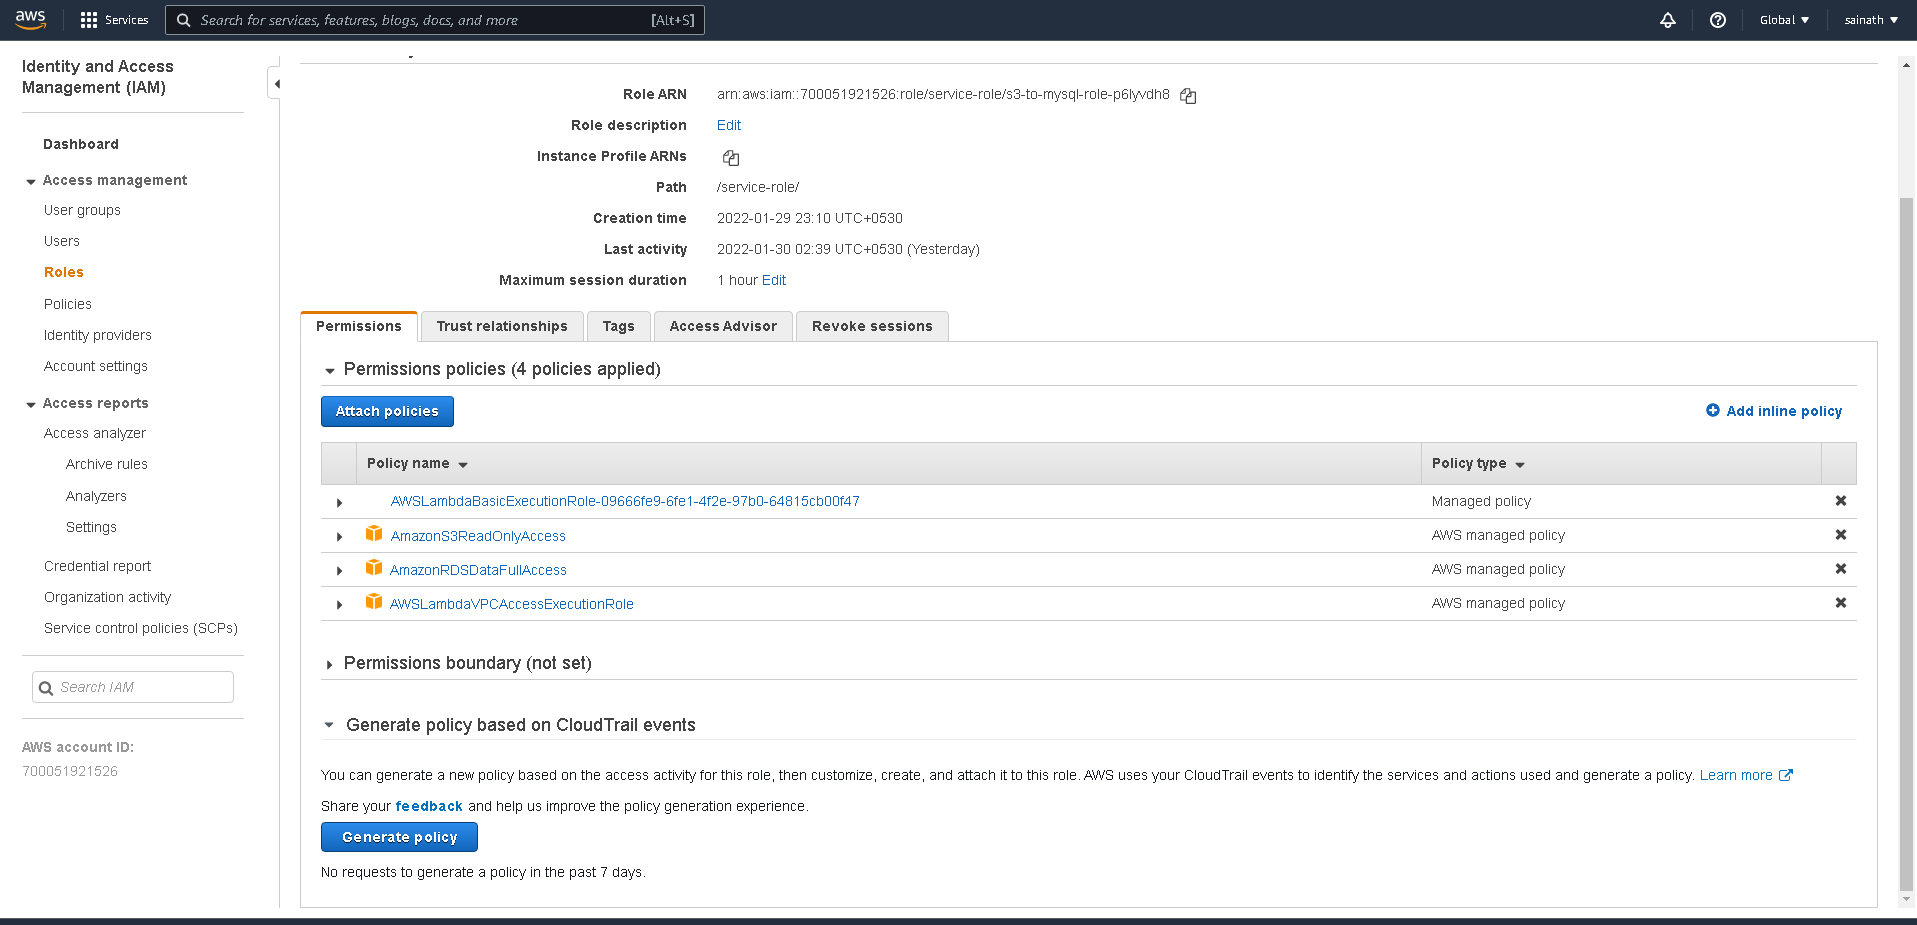 aws
Services
Search for services, features, blogs, docs, and more
[Alt+S]
Global
sainath
Identity and Access
Management (IAM)
Dashboard
Access management
User groups
Users
Roles
Policies
Identity providers
Account settings
Access reports
Access analyzer
Archive rules
Analyzers
Settings
Credential report
Organization activity
Service control policies (SCPs)
Search IAM
AWS account ID:
700051921526
Role ARN arn:aws:iam::700051921526:role/service-role/s3-to-mysql-role-p6lyvdh8
Role description Edit
Instance Profile ARNs
Path /service-role/
Creation time 2022-01-29 23:10 UTC+0530
Last activity 2022-01-30 02:39 UTC+0530 (Yesterday)
Maximum session duration 1 hour Edit
Permissions Trust relationships Tags Access Advisor Revoke sessions
Permissions policies (4 policies applied)
Attach policies Add inline policy
Policy name Policy type
AWSLambdaBasicExecutionRole-09666fe9-6fe1-4f2e-97b0-64815cb00f47 Managed policy
AmazonS3ReadOnlyAccess AWS managed policy
AmazonRDSDataFullAccess AWS managed policy
AWSLambdaVPCAccessExecutionRole AWS managed policy
Permissions boundary (not set)
Generate policy based on CloudTrail events
You can generate a new policy based on the access activity for this role, then customize, create, and attach it to this role. AWS uses your CloudTrail events to identify the services and actions used and generate a policy. Learn more
Share your feedback and help us improve the policy generation experience.
Generate policy
No requests to generate a policy in the past 7 days.